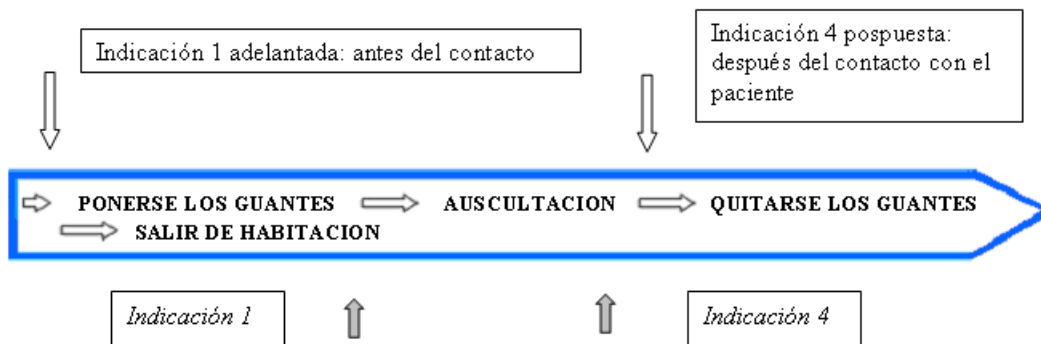 Indicación 1 adelantada: antes del contacto
Indicación 4 pospuesta:
después del contacto con el
paciente
PONERSE LOS GUANTES AUSCULTACION QUITARSE LOS GUANTES
SALIR DE HABITACION
Indicación 1
Indicación 4